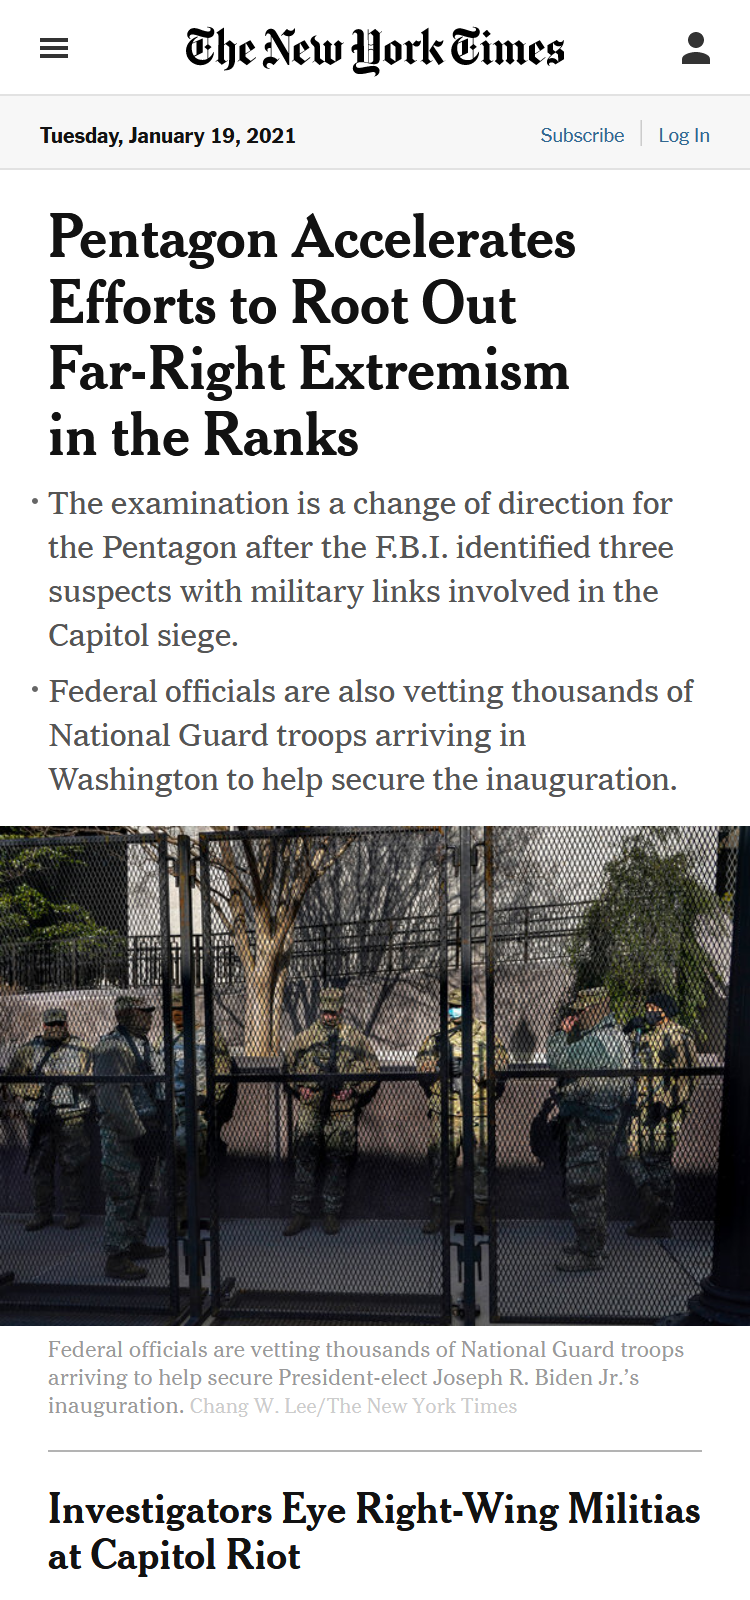 The New York Times
Tuesday, January 19, 2021
Subscribe
Log In
Pentagon Accelerates
Efforts to Root Out
Far-Right Extremism
in the Ranks
• The examination is a change of direction for
the Pentagon after the F.B.I. identified three
suspects with military links involved in the
Capitol siege.
• Federal officials are also vetting thousands of
National Guard troops arriving in
Washington to help secure the inauguration.
Federal officials are vetting thousands of National Guard troops
arriving to help secure President-elect Joseph R. Biden Jr.’s
inauguration. Chang W. Lee/The New York Times
Investigators Eye Right-Wing Militias
at Capitol Riot